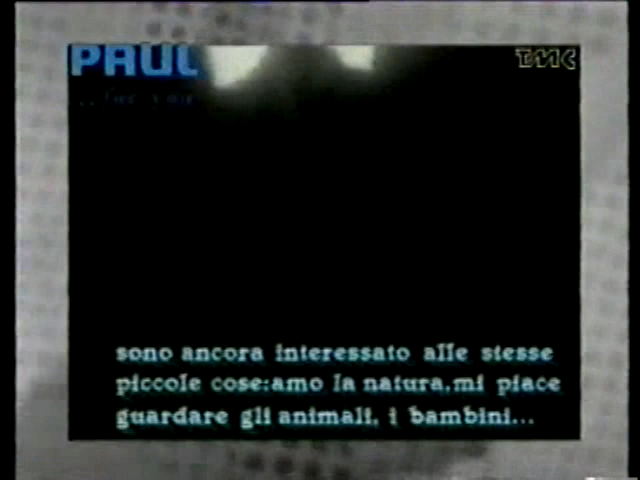 PAUL
TMC
sono ancora interessato alle stesse
piccole cose:amo la natura,mi piace
guardare gli animali, i bambini...